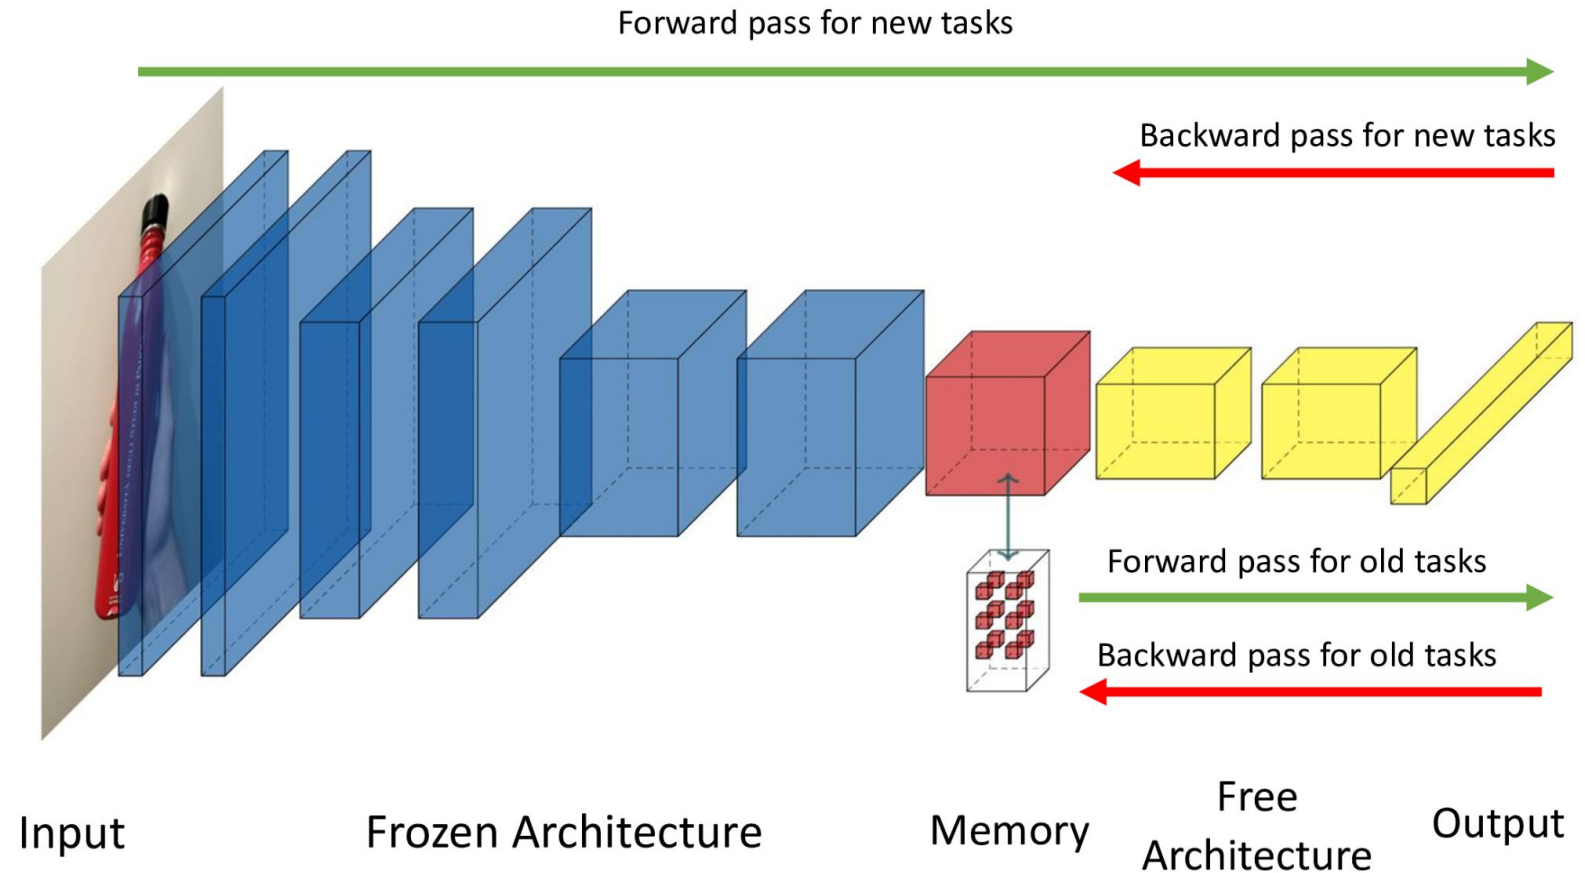 Forward pass for new tasks
Backward pass for new tasks
Forward pass for old tasks
Backward pass for old tasks
Input
Frozen Architecture
Memory
Free
Architecture
Output